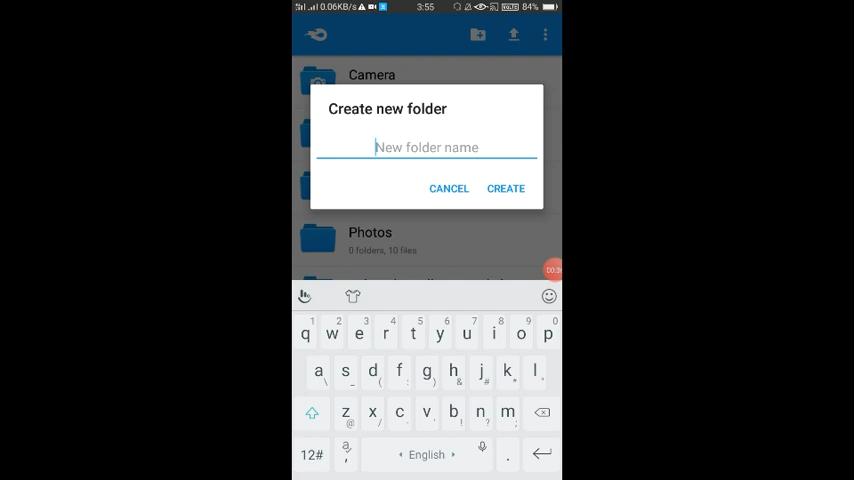 0.06KB/s 3:55 VoLTE 84%
Camera
Create new folder
New folder name
CANCEL CREATE
Photos
0 folders, 10 files
q 1 w 2 e 3 r 4 t 5 y 6 u 7 i 8 o 9 p 0
a \ s _ d ( f : g ) h & j # k * l
z @ x / c v b ! n ? m ;
12# a , English .